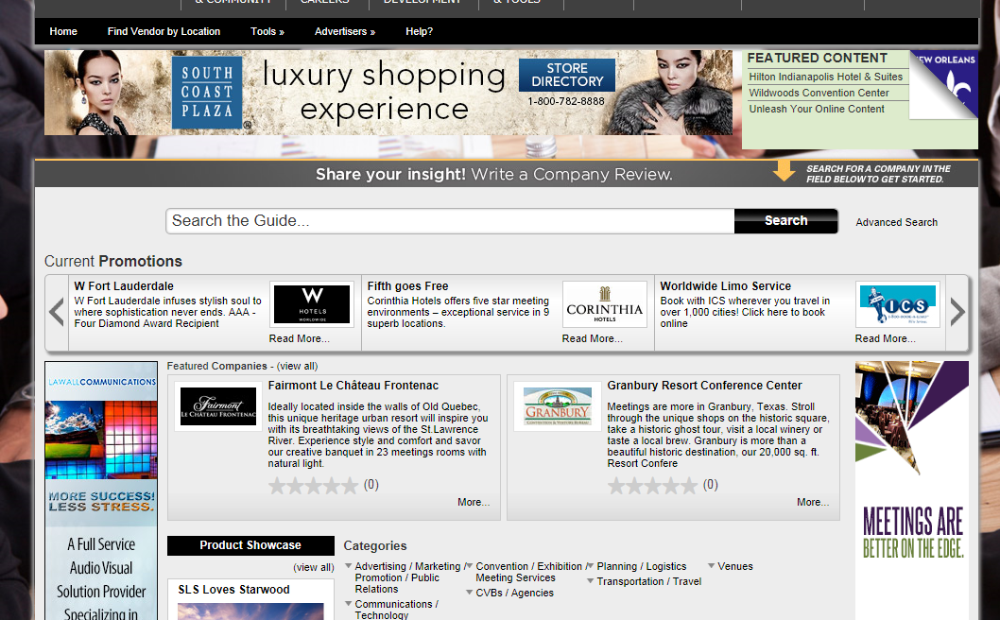 & COMMUNITY
CAREERS
DEVELOPMENT
& TOOLS
Home
Find Vendor by Location
Tools »
Advertisers »
Help?
SOUTH
COAST
PLAZA
®
luxury shopping
experience
STORE
DIRECTORY
1-800-782-8888
FEATURED CONTENT
Hilton Indianapolis Hotel & Suites
Wildwoods Convention Center
Unleash Your Online Content
NEW ORLEANS
Share your insight! Write a Company Review.
SEARCH FOR A COMPANY IN THE
FIELD BELOW TO GET STARTED.
Search the Guide...
Search
Advanced Search
Current Promotions
W Fort Lauderdale
W Fort Lauderdale infuses stylish soul to
where sophistication never ends. AAA -
Four Diamond Award Recipient
W
HOTELS
WORLDWIDE
Read More...
Fifth goes Free
Corinthia Hotels offers five star meeting
environments – exceptional service in 9
superb locations.
CORINTHIA
HOTELS
Read More...
Worldwide Limo Service
Book with ICS wherever you travel in
over 1,000 cities! Click here to book
online
ICS
Read More...
LAWALLCOMMUNICATIONS
MORE SUCCESS!
LESS STRESS.
A Full Service
Audio Visual
Solution Provider
Specializing in
Featured Companies - (view all)
Fairmont
LE CHÂTEAU FRONTENAC
Fairmont Le Château Frontenac
Ideally located inside the walls of Old Quebec,
this unique heritage urban resort will inspire you
with its breathtaking views of the St.Lawrence
River. Experience style and comfort and savor
our creative banquet in 23 meetings rooms with
natural light.
(0)
More...
GRANBURY
CONVENTION & VISITORS BUREAU
Granbury Resort Conference Center
Meetings are more in Granbury, Texas. Stroll
through the unique shops on the historic square,
take a historic ghost tour, visit a local winery or
taste a local brew. Granbury is more than a
beautiful historic destination, our 20,000 sq. ft.
Resort Confere
(0)
More...
MEETINGS ARE
BETTER ON THE EDGE.
Product Showcase
(view all)
SLS Loves Starwood
Categories
Advertising / Marketing /
Promotion / Public
Relations
Communications /
Technology
Convention / Exhibition /
Meeting Services
CVBs / Agencies
Planning / Logistics
Transportation / Travel
Venues